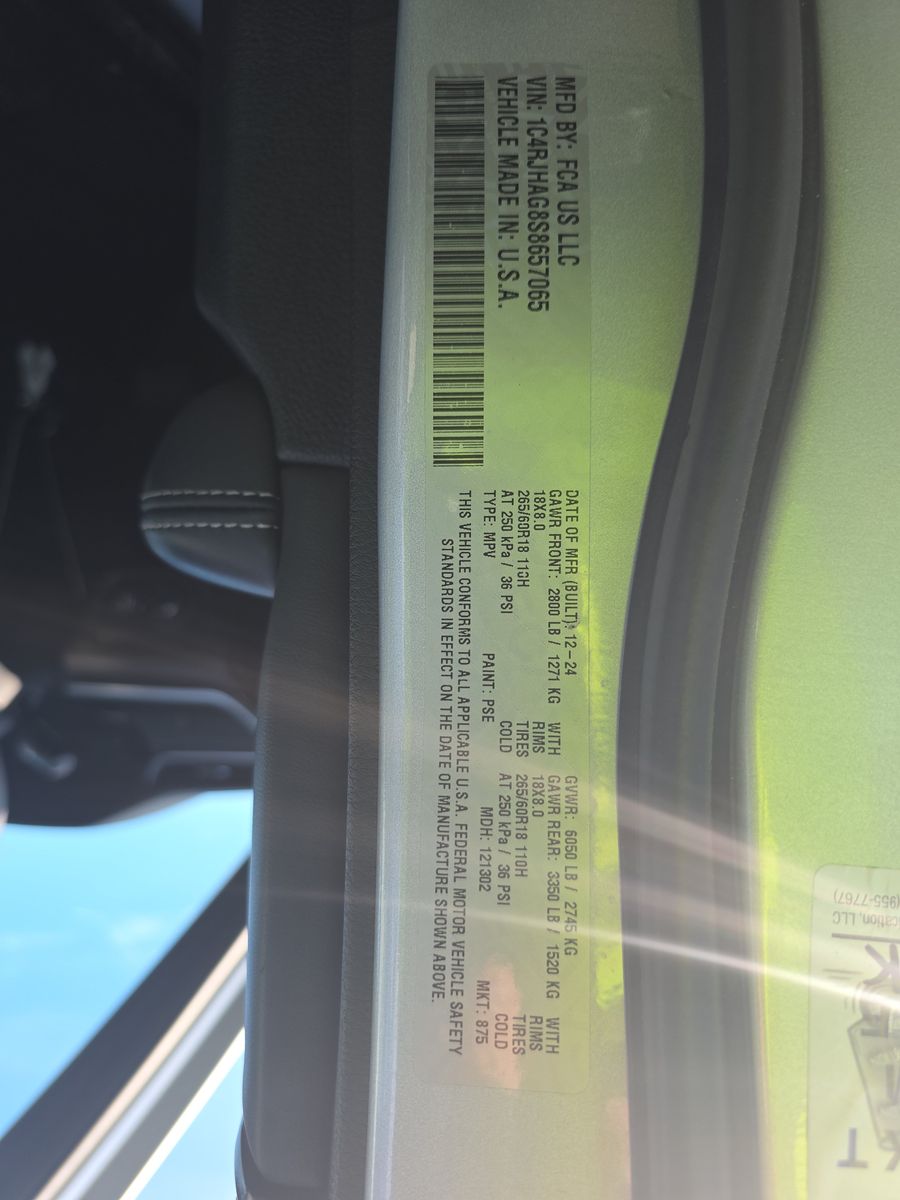 MFD BY: FCA US LLC
VIN: 1C4RJHAG8S8657065
VEHICLE MADE IN: U.S.A.
DATE OF MFR (BUILT): 12-24 GVWR: 6050 LB / 2745 KG
GAWR FRONT: 2800 LB / 1271 KG WITH GAWR REAR: 3350 LB / 1520 KG WITH
18X8.0 RIMS 18X8.0 RIMS
265/60R18 110H TIRES 265/60R18 110H TIRES
AT 250 kPa / 36 PSI COLD AT 250 kPa / 36 PSI COLD
TYPE: MPV PAINT: PSE MDH: 121302 MKT: 875
THIS VEHICLE CONFORMS TO ALL APPLICABLE U.S.A. FEDERAL MOTOR VEHICLE SAFETY
STANDARDS IN EFFECT ON THE DATE OF MANUFACTURE SHOWN ABOVE.
cation, LLC
(955-7767)